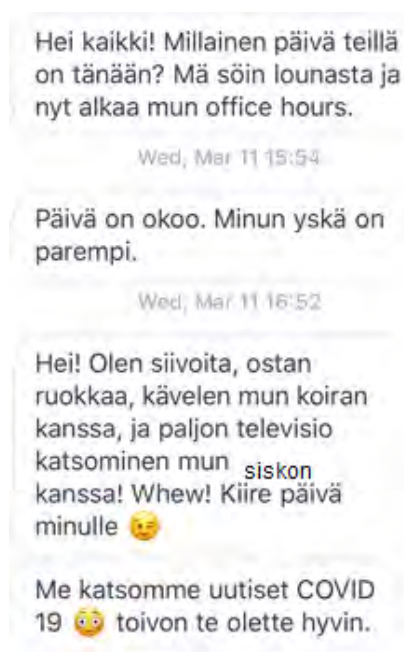 Hei kaikki! Millainen päivä teillä
on tänään? Mä söin lounasta ja
nyt alkaa mun office hours.
Wed, Mar 11 15:54
Päivä on okoo. Minun yskä on
parempi.
Wed, Mar 11 16:52
Hei! Olen siivoita, ostan
ruokkaa, kävelen mun koiran
kanssa, ja paljon televisio
katsominen mun siskon
kanssa! Whew! Kiire päivä
minulle 😉
Me katsomme uutiset COVID
19 😳 toivon te olette hyvin.